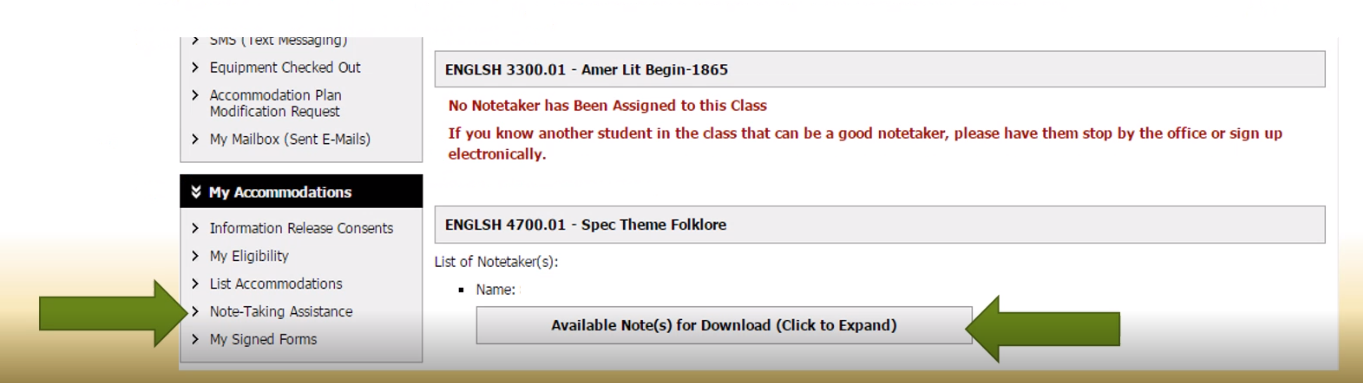 SMS (Text Messaging)
Equipment Checked Out
Accommodation Plan
Modification Request
My Mailbox (Sent E-Mails)
My Accommodations
Information Release Consents
My Eligibility
List Accommodations
Note-Taking Assistance
My Signed Forms
ENGLSH 3300.01 - Amer Lit Begin-1865
No Notetaker has Been Assigned to this Class
If you know another student in the class that can be a good notetaker, please have them stop by the office or sign up
electronically.
ENGLSH 4700.01 - Spec Theme Folklore
List of Notetaker(s):
Name:
Available Note(s) for Download (Click to Expand)